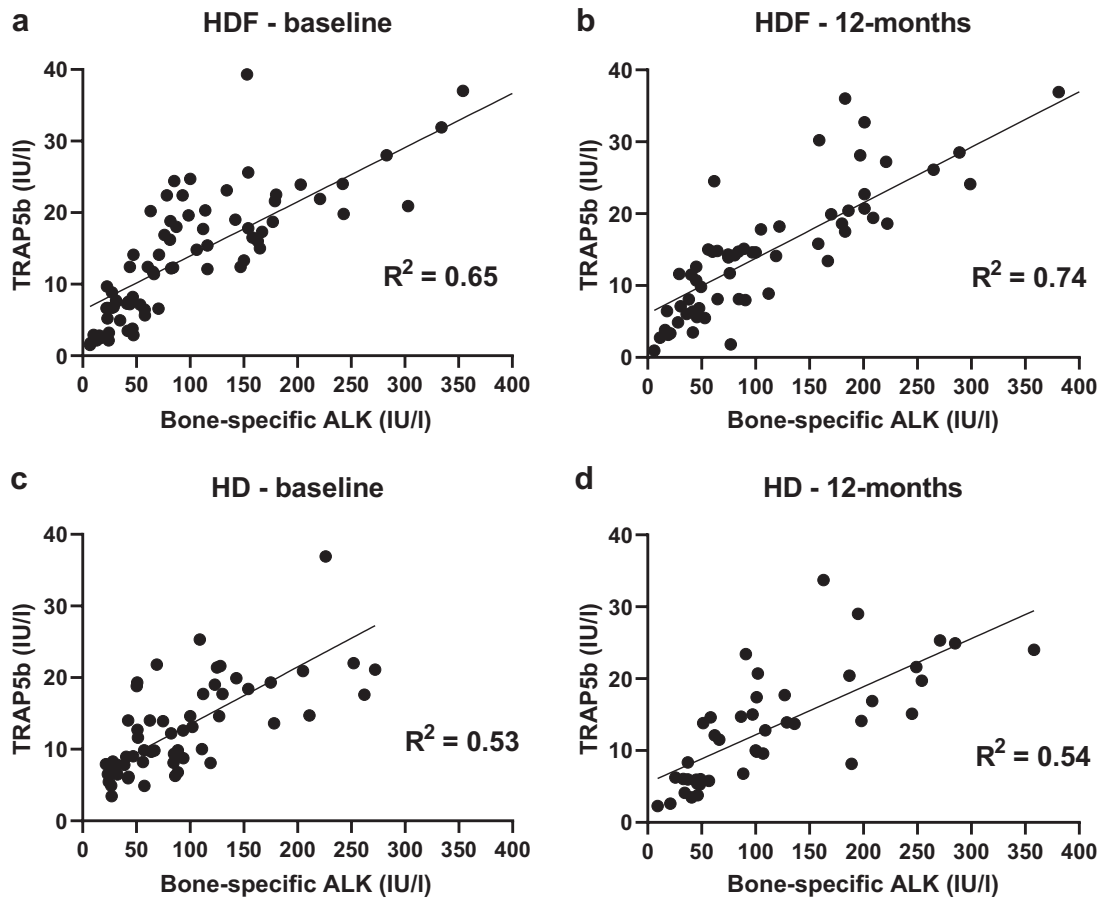 a
HDF - baseline
40
30
20
10
0
TRAP5b (IU/l)
R² = 0.65
0 50 100 150 200 250 300 350 400
Bone-specific ALK (IU/l)
b
HDF - 12-months
40
30
20
10
0
TRAP5b (IU/l)
R² = 0.74
0 50 100 150 200 250 300 350 400
Bone-specific ALK (IU/l)
c
HD - baseline
40
30
20
10
0
TRAP5b (IU/l)
R² = 0.53
0 50 100 150 200 250 300 350 400
Bone-specific ALK (IU/l)
d
HD - 12-months
40
30
20
10
0
TRAP5b (IU/l)
R² = 0.54
0 50 100 150 200 250 300 350 400
Bone-specific ALK (IU/l)